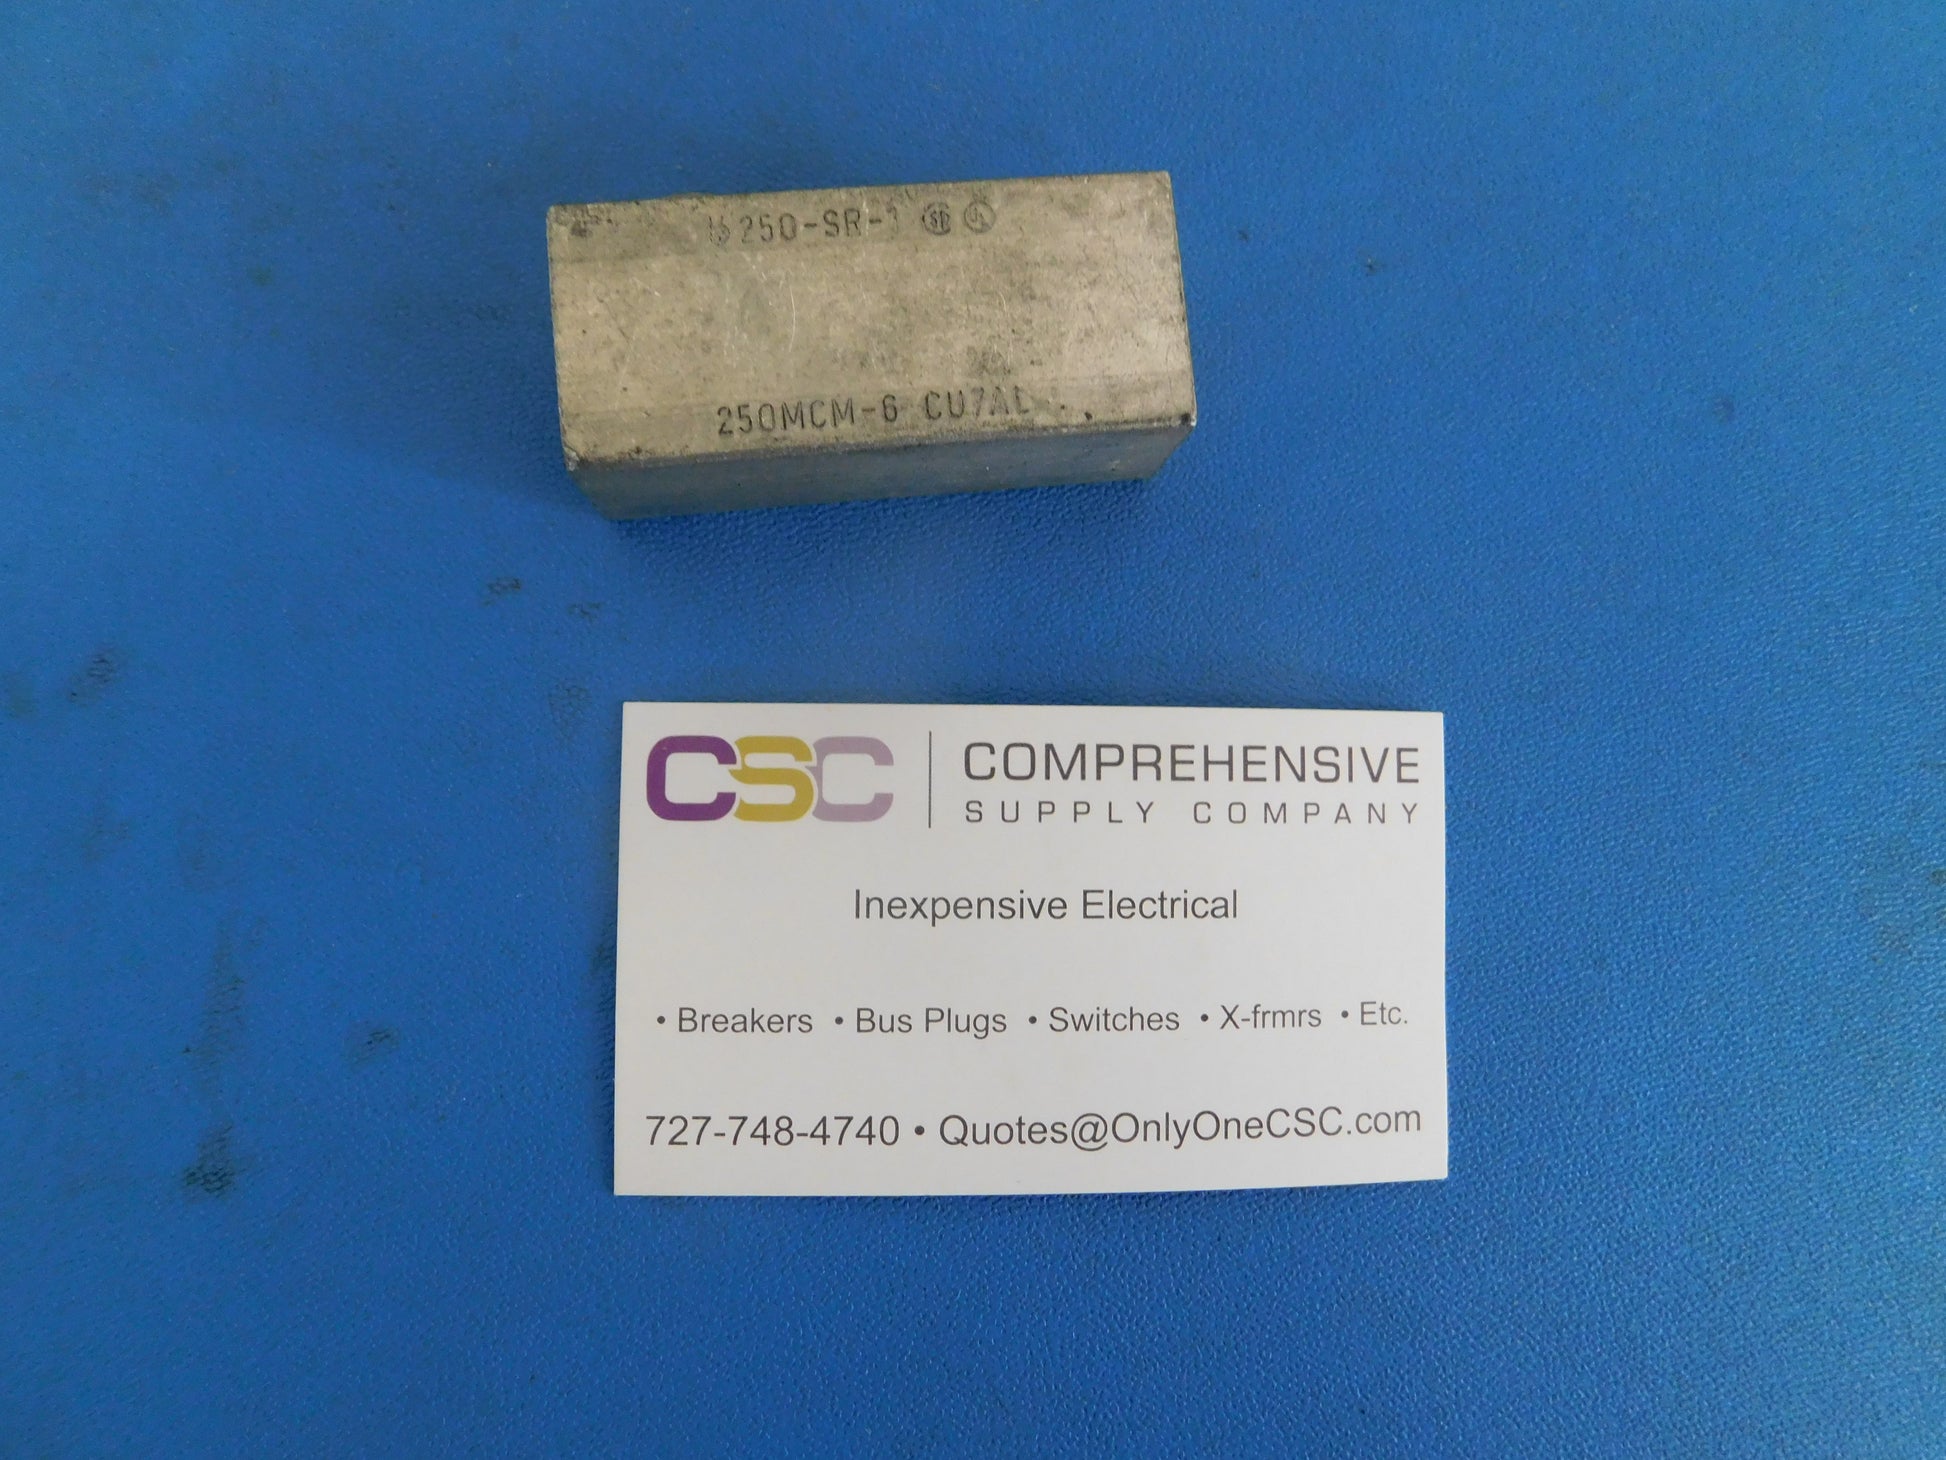 250-SR-
250MCM-6 CU7AL
CSC
COMPREHENSIVE
SUPPLY COMPANY
Inexpensive Electrical
• Breakers • Bus Plugs • Switches • X-frmrs • Etc.
727-748-4740 • Quotes@OnlyOneCSC.com